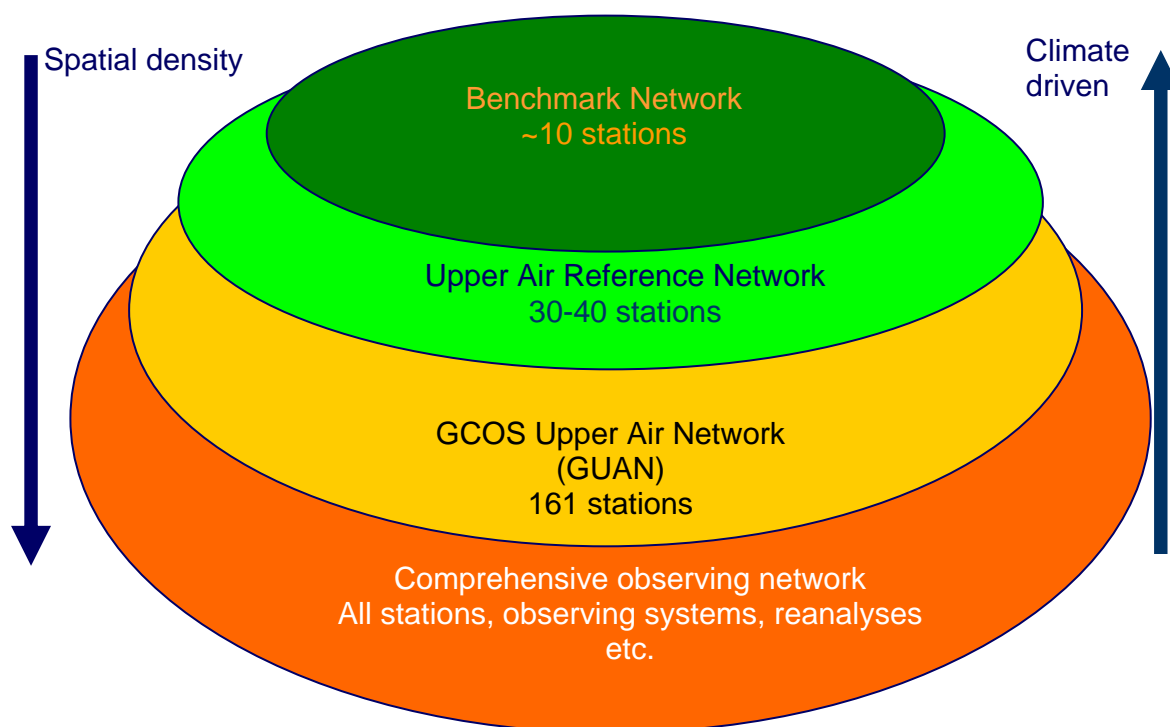 Spatial density
Climate
driven
Benchmark Network
~10 stations
Upper Air Reference Network
30-40 stations
GCOS Upper Air Network
(GUAN)
161 stations
Comprehensive observing network
All stations, observing systems, reanalyses
etc.